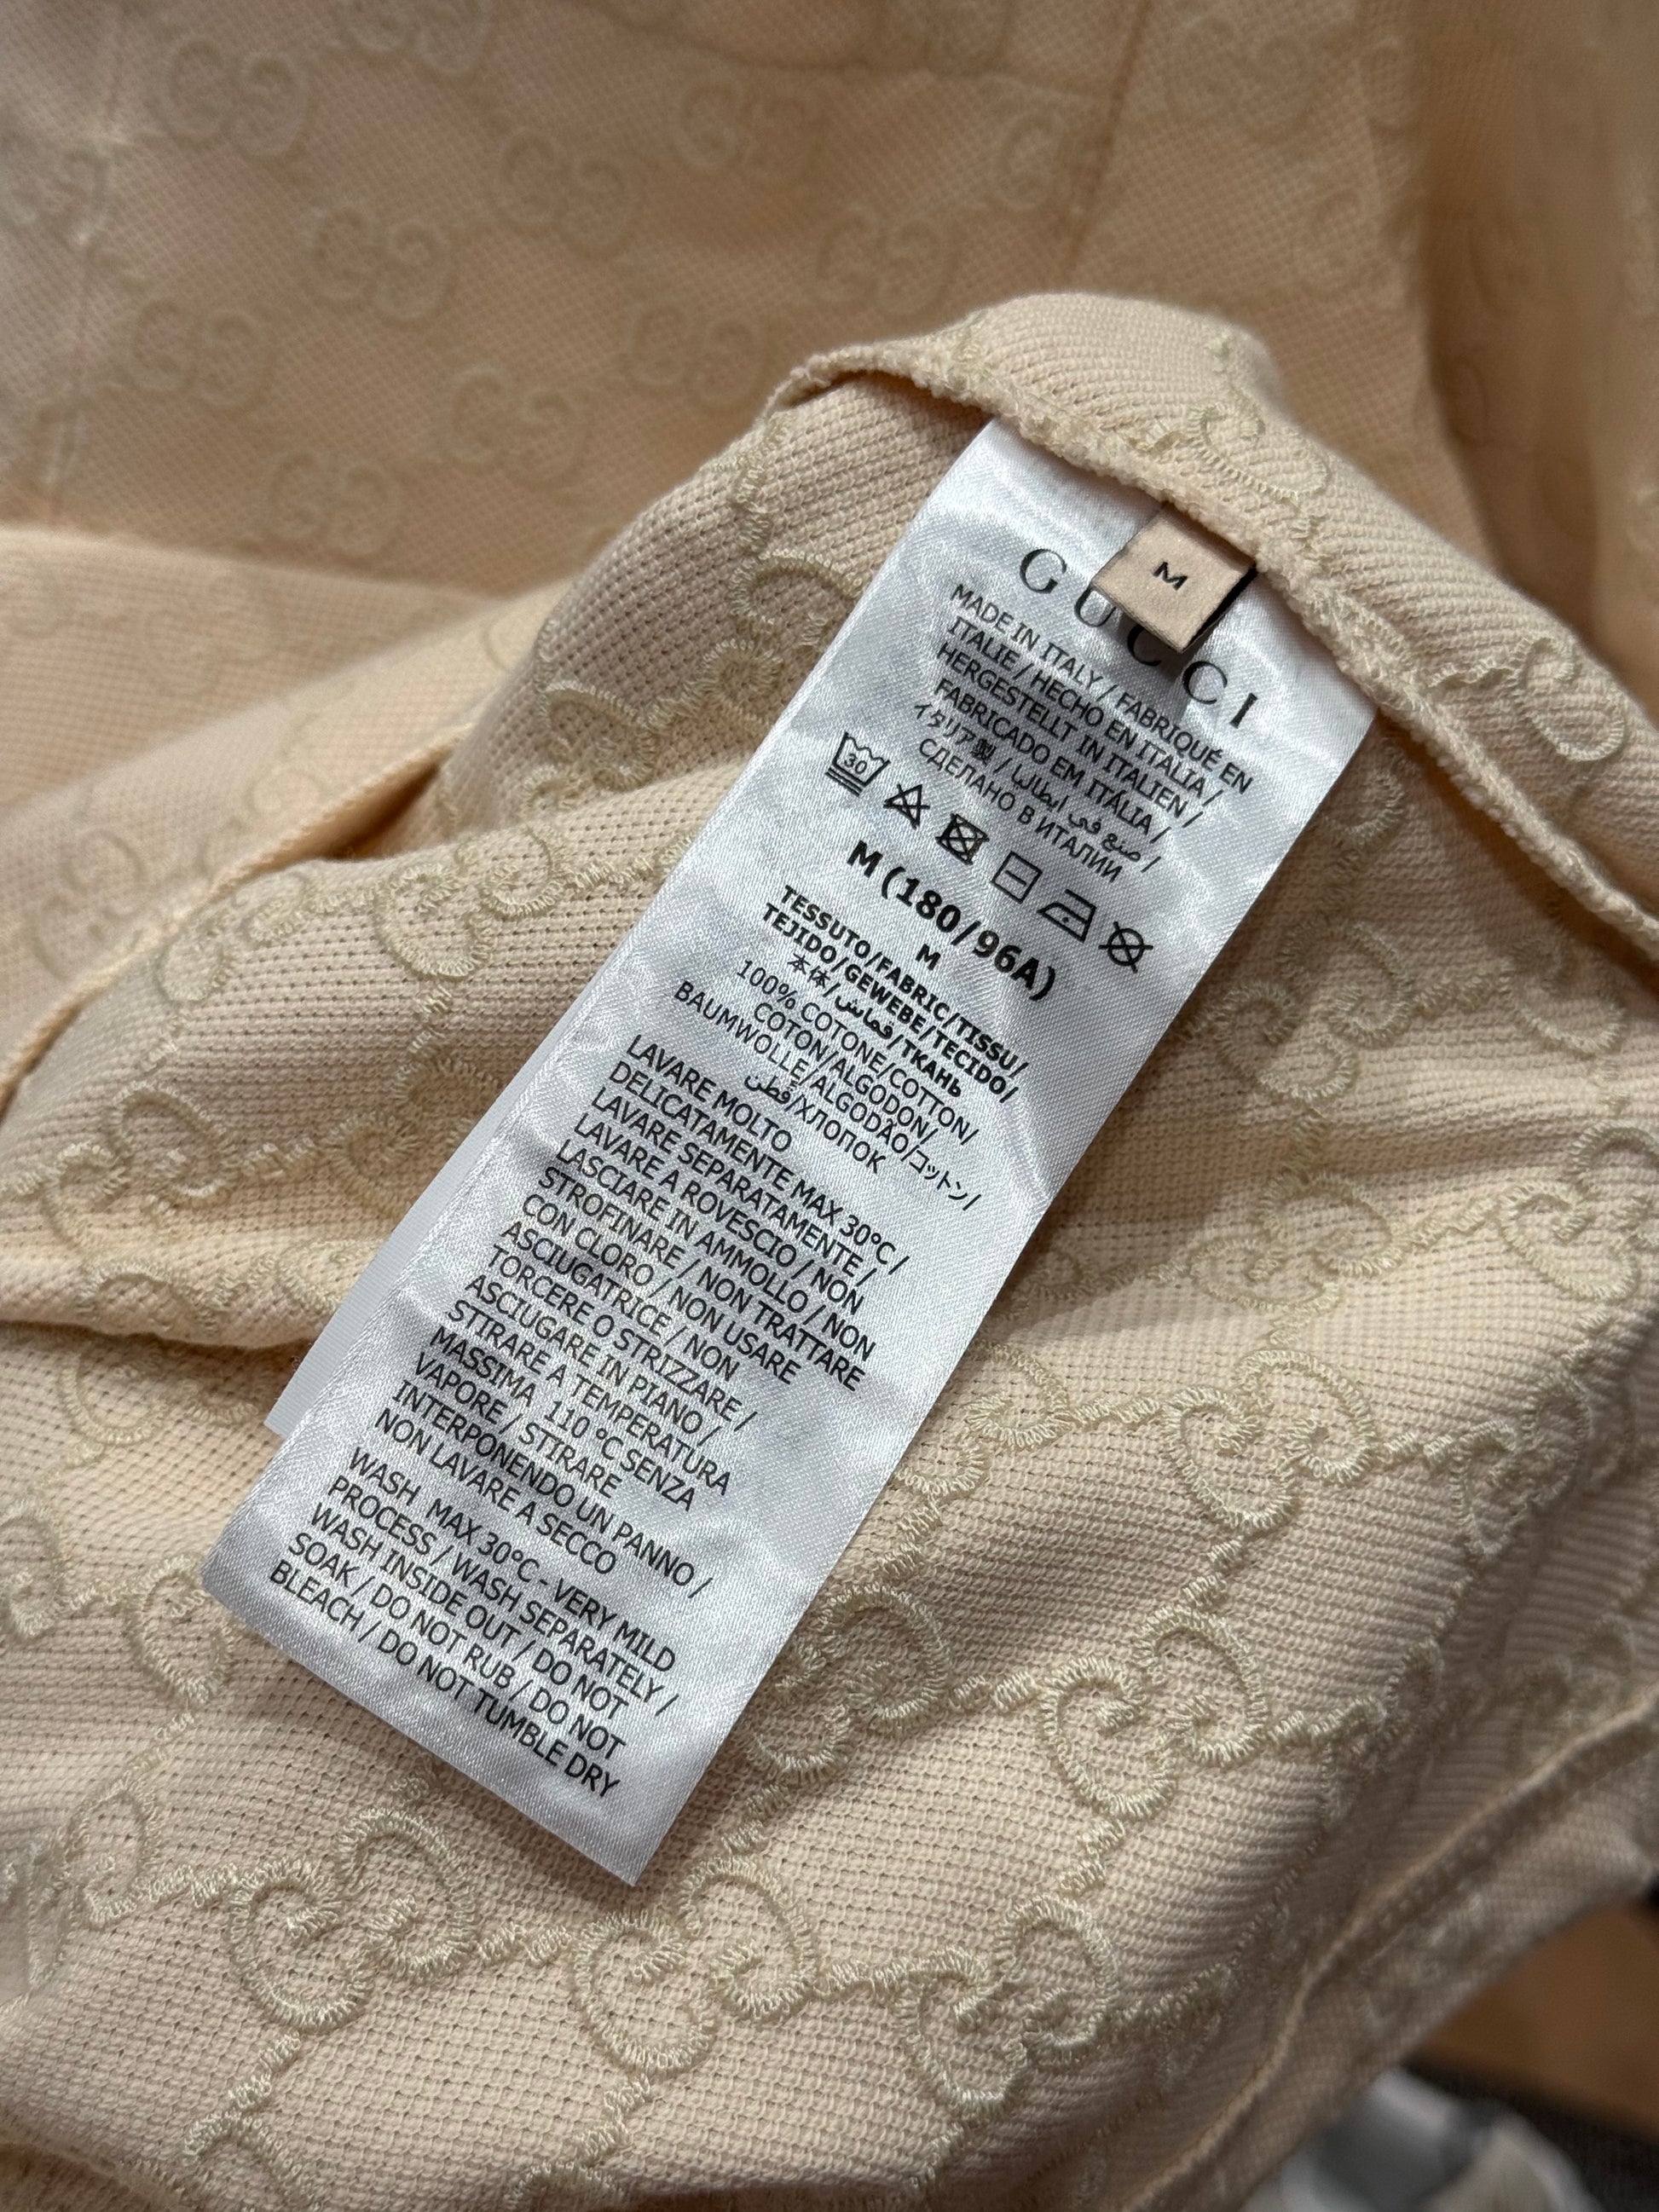 M
GUCCI
MADE IN ITALY / FABRIQUÉ EN
ITALIE / HECHO EN ITALIA /
HERGESTELLT IN ITALIEN /
FABRICADO EM ITÁLIA /
イタリア製 / صنع في ايطاليا /
СДЕЛАНО В ИТАЛИИ
30
M (180/96A)
M
TESSUTO/FABRIC/TISSU/
TEJIDO/GEWEBE/TECIDO/
本体/قماش/ТКАНЬ
100% COTONE/COTTON/
COTON/ALGODON/
BAUMWOLLE/ALGODÃO/コットン/
قطن/ХЛОПОК
LAVARE MOLTO
DELICATAMENTE MAX 30°C /
LAVARE SEPARATAMENTE /
LAVARE A ROVESCIO / NON
LASCIARE IN AMMOLLO / NON
STROFINARE / NON TRATTARE
CON CLORO / NON USARE
ASCIUGATRICE / NON
TORCERE O STRIZZARE /
ASCIUGARE IN PIANO /
STIRARE A TEMPERATURA
MASSIMA 110 °C SENZA
VAPORE / STIRARE
INTERPONENDO UN PANNO /
NON LAVARE A SECCO
WASH MAX 30°C - VERY MILD
PROCESS / WASH SEPARATELY /
WASH INSIDE OUT / DO NOT
SOAK / DO NOT RUB / DO NOT
BLEACH / DO NOT TUMBLE DRY